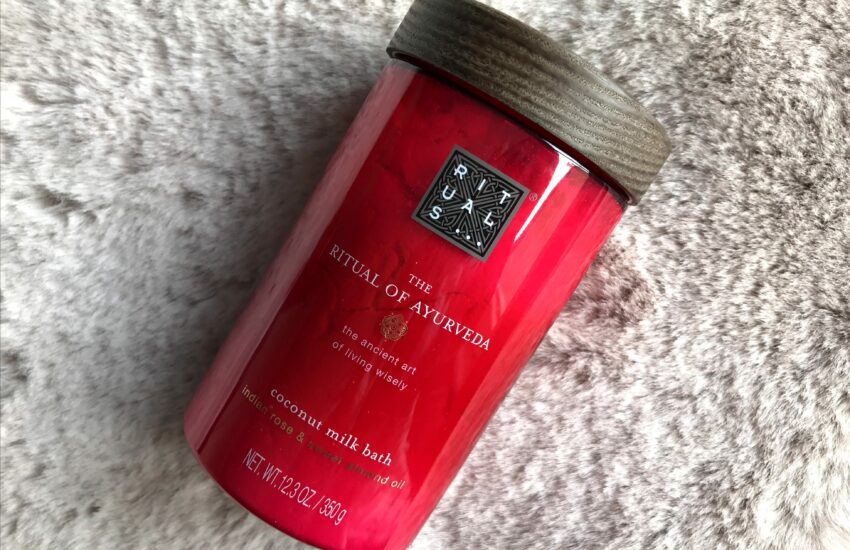 RIT
UAL
S...
®
THE
RITUAL OF AYURVEDA
the ancient art
of living wisely
coconut milk bath
indian rose & sweet almond oil
NET. WT. 12.3 OZ. / 350 g